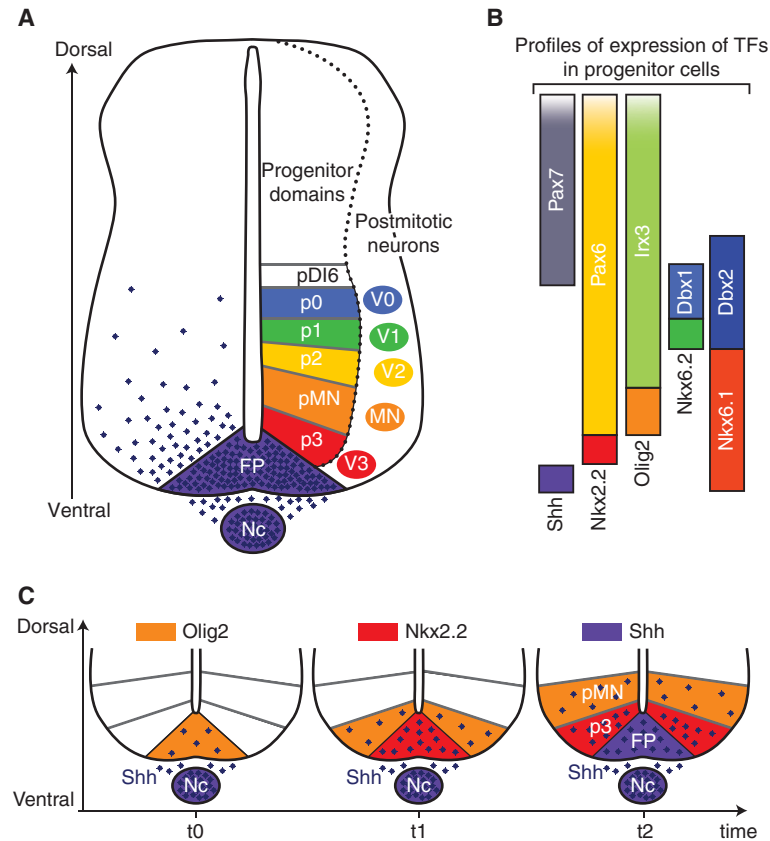 A
Dorsal
Progenitor
domains
Postmitotic
neurons
pDI6
p0
V0
p1
V1
p2
V2
pMN
MN
p3
V3
FP
Ventral
Nc
B
Profiles of expression of TFs
in progenitor cells
Pax7
Pax6
Irx3
Dbx1
Dbx2
Nkx6.2
Nkx6.1
Olig2
Nkx2.2
Shh
C
Dorsal
Olig2
Nkx2.2
Shh
pMN
p3
FP
Shh
Nc
Shh
Nc
Shh
Nc
Ventral
t0
t1
t2
time